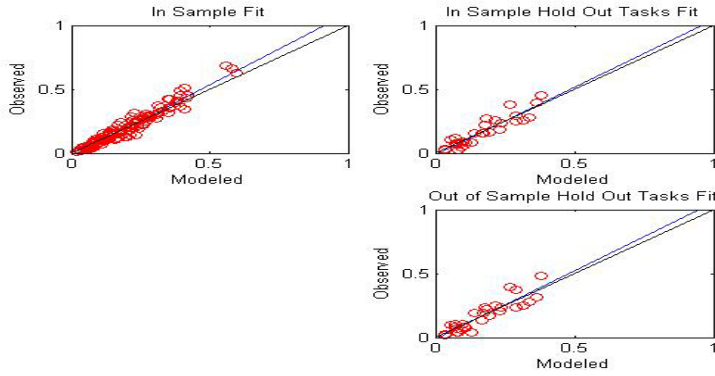 In Sample Fit
1
0.5
0
Observed
0
0.5
1
Modeled
In Sample Hold Out Tasks Fit
1
0.5
0
Observed
0
0.5
1
Modeled
Out of Sample Hold Out Tasks Fit
1
0.5
0
Observed
0
0.5
1
Modeled